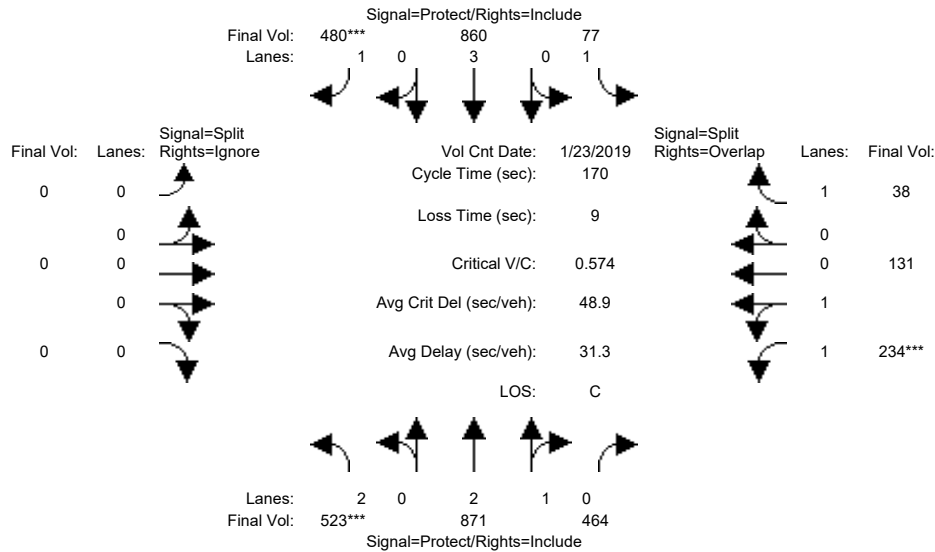 Signal=Protect/Rights=Include
Final Vol: 480*** 860 77
Lanes: 1 0 3 0 1
Signal=Split
Final Vol: Lanes: Rights=Ignore
Vol Cnt Date: 1/23/2019
Signal=Split
Rights=Overlap Lanes: Final Vol:
Cycle Time (sec): 170
0 0
1 38
Loss Time (sec): 9
0
0
0 0
Critical V/C: 0.574
0 131
0
Avg Crit Del (sec/veh): 48.9
1
0 0
Avg Delay (sec/veh): 31.3
1 234***
LOS: C
Lanes: 2 0 2 1 0
Final Vol: 523*** 871 464
Signal=Protect/Rights=Include